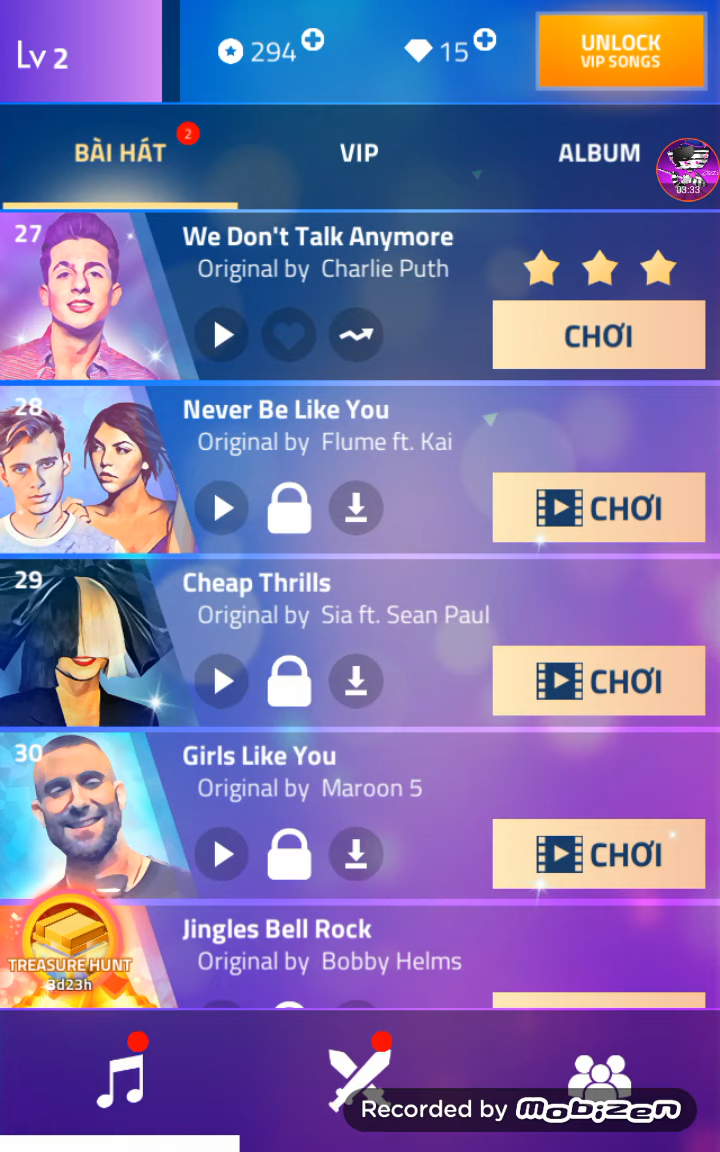 Lv 2
294
15
UNLOCK
VIP SONGS
BÀI HÁT
2
VIP
ALBUM
09:33
27
We Don't Talk Anymore
Original by Charlie Puth
CHƠI
28
Never Be Like You
Original by Flume ft. Kai
CHƠI
29
Cheap Thrills
Original by Sia ft. Sean Paul
CHƠI
30
Girls Like You
Original by Maroon 5
CHƠI
Jingles Bell Rock
Original by Bobby Helms
TREASURE HUNT
3d23h
Recorded by Mobizen